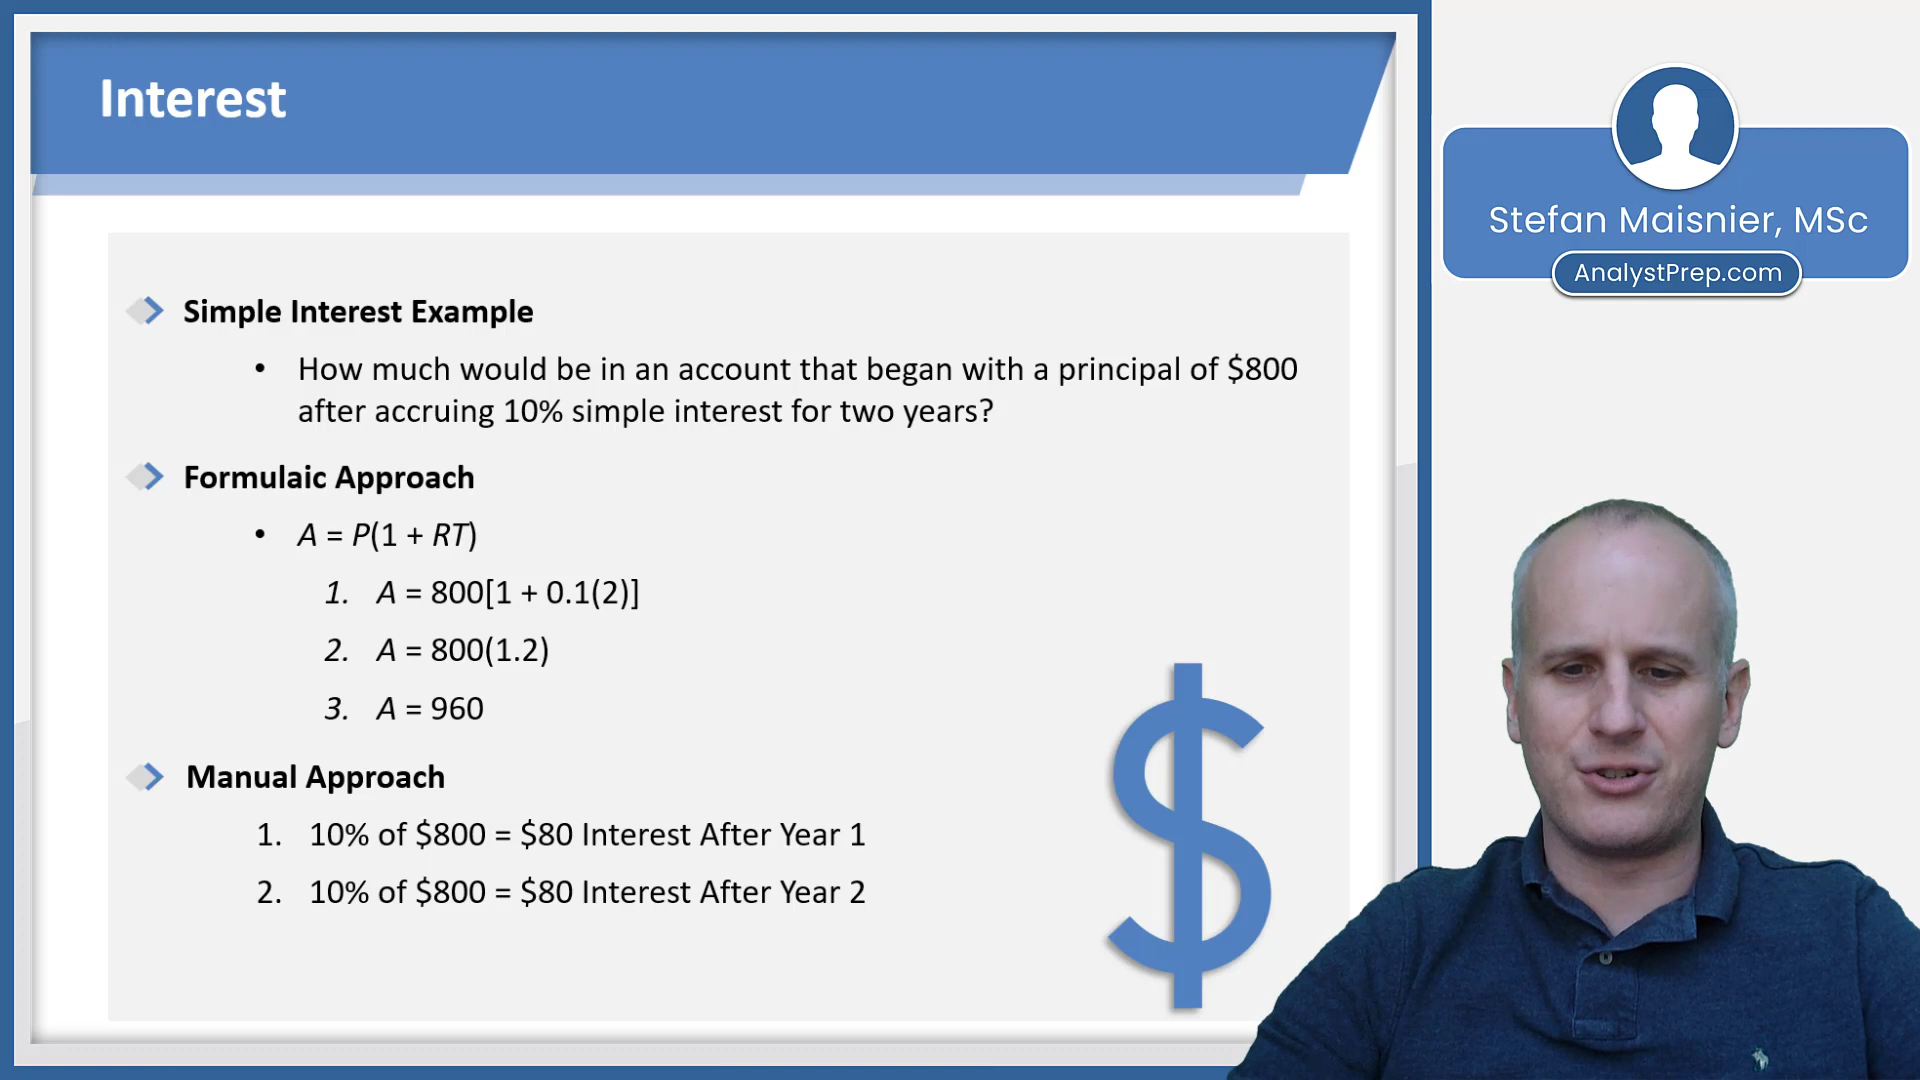 Interest
Simple Interest Example
• How much would be in an account that began with a principal of $800
after accruing 10% simple interest for two years?
Formulaic Approach
• A = P(1 + RT)
1. A = 800[1 + 0.1(2)]
2. A = 800(1.2)
3. A = 960
Manual Approach
1. 10% of $800 = $80 Interest After Year 1
2. 10% of $800 = $80 Interest After Year 2
$
Stefan Maisnier, MSc
AnalystPrep.com